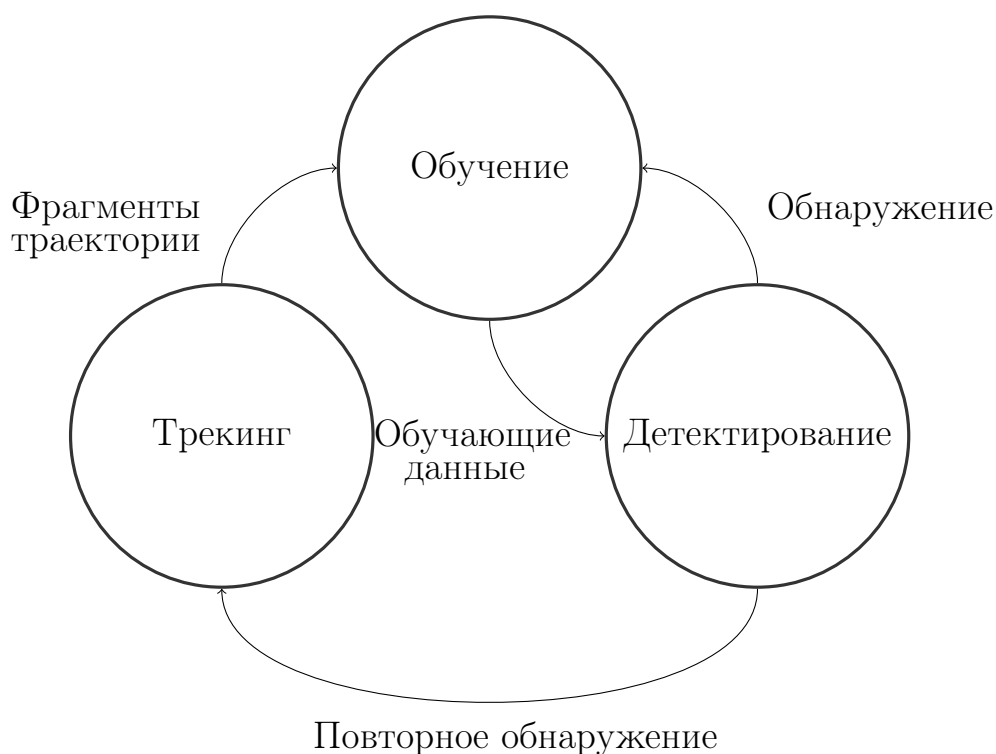 Обучение
Фрагменты
траектории
Обнаружение
Трекинг
Обучающие
данные
Детектирование
Повторное обнаружение